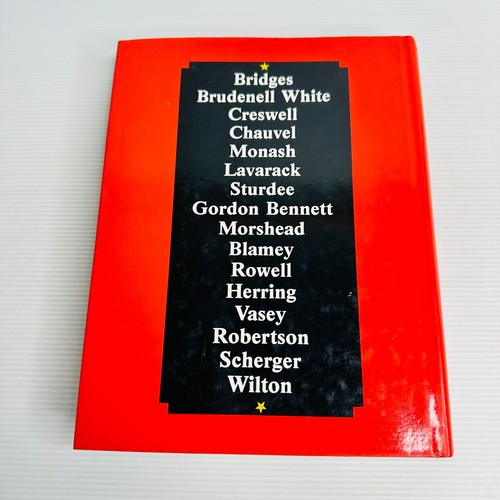 Bridges
Brudenell White
Creswell
Chauvel
Monash
Lavarack
Sturdee
Gordon Bennett
Morshead
Blamey
Rowell
Herring
Vasey
Robertson
Scherger
Wilton